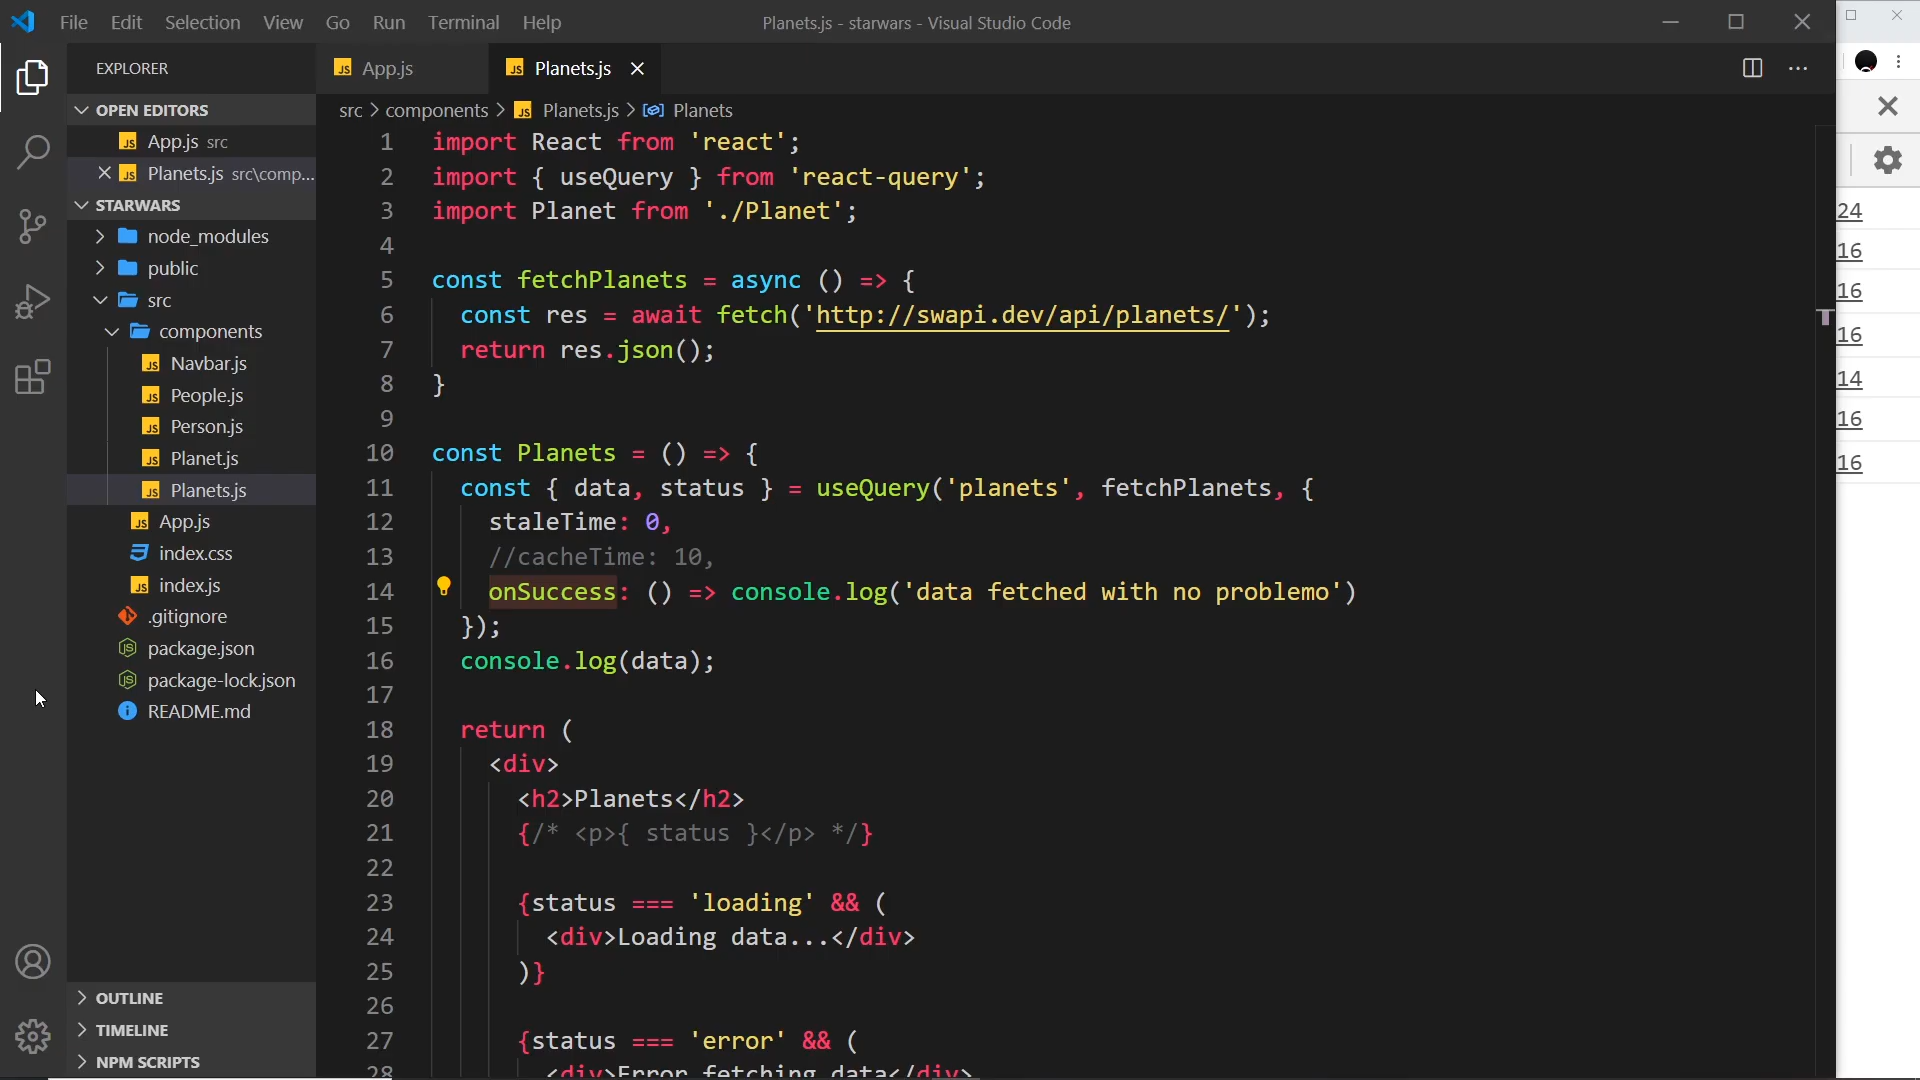 File Edit Selection View Go Run Terminal Help
Planets.js - starwars - Visual Studio Code
EXPLORER
OPEN EDITORS
App.js src
Planets.js src\comp...
STARWARS
node_modules
public
src
components
Navbar.js
People.js
Person.js
Planet.js
Planets.js
App.js
index.css
index.js
.gitignore
package.json
package-lock.json
README.md
OUTLINE
TIMELINE
NPM SCRIPTS
App.js
Planets.js
src > components > Planets.js > Planets
1 import React from 'react';
2 import { useQuery } from 'react-query';
3 import Planet from './Planet';
4
5 const fetchPlanets = async () => {
6 const res = await fetch('http://swapi.dev/api/planets/');
7 return res.json();
8 }
9
10 const Planets = () => {
11 const { data, status } = useQuery('planets', fetchPlanets, {
12 staleTime: 0,
13 //cacheTime: 10,
14 onSuccess: () => console.log('data fetched with no problemo')
15 });
16 console.log(data);
17
18 return (
19 <div>
20 <h2>Planets</h2>
21 {/* <p>{ status }</p> */}
22
23 {status === 'loading' && (
24 <div>Loading data...</div>
25 )}
26
27 {status === 'error' && (
28 <div>Error fetching data</div>
24
16
16
16
14
16
16